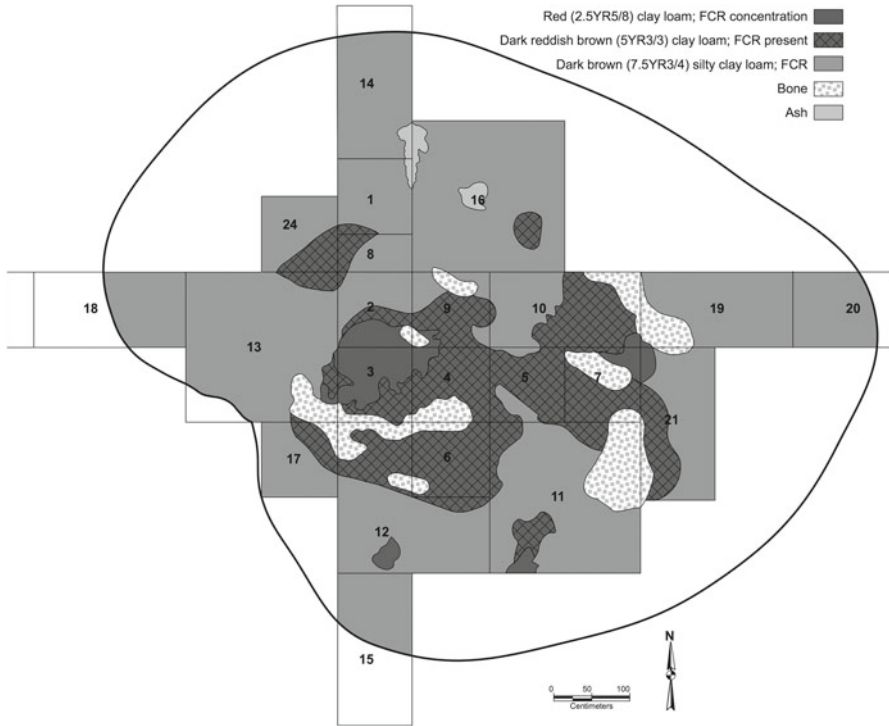 Red (2.5YR5/8) clay loam; FCR concentration
Dark reddish brown (5YR3/3) clay loam; FCR present
Dark brown (7.5YR3/4) silty clay loam; FCR
Bone
Ash
14
1
16
24
8
18
2
9
10
19
20
13
3
4
5
7
21
17
6
11
12
15
N
0 50 100
Centimeters